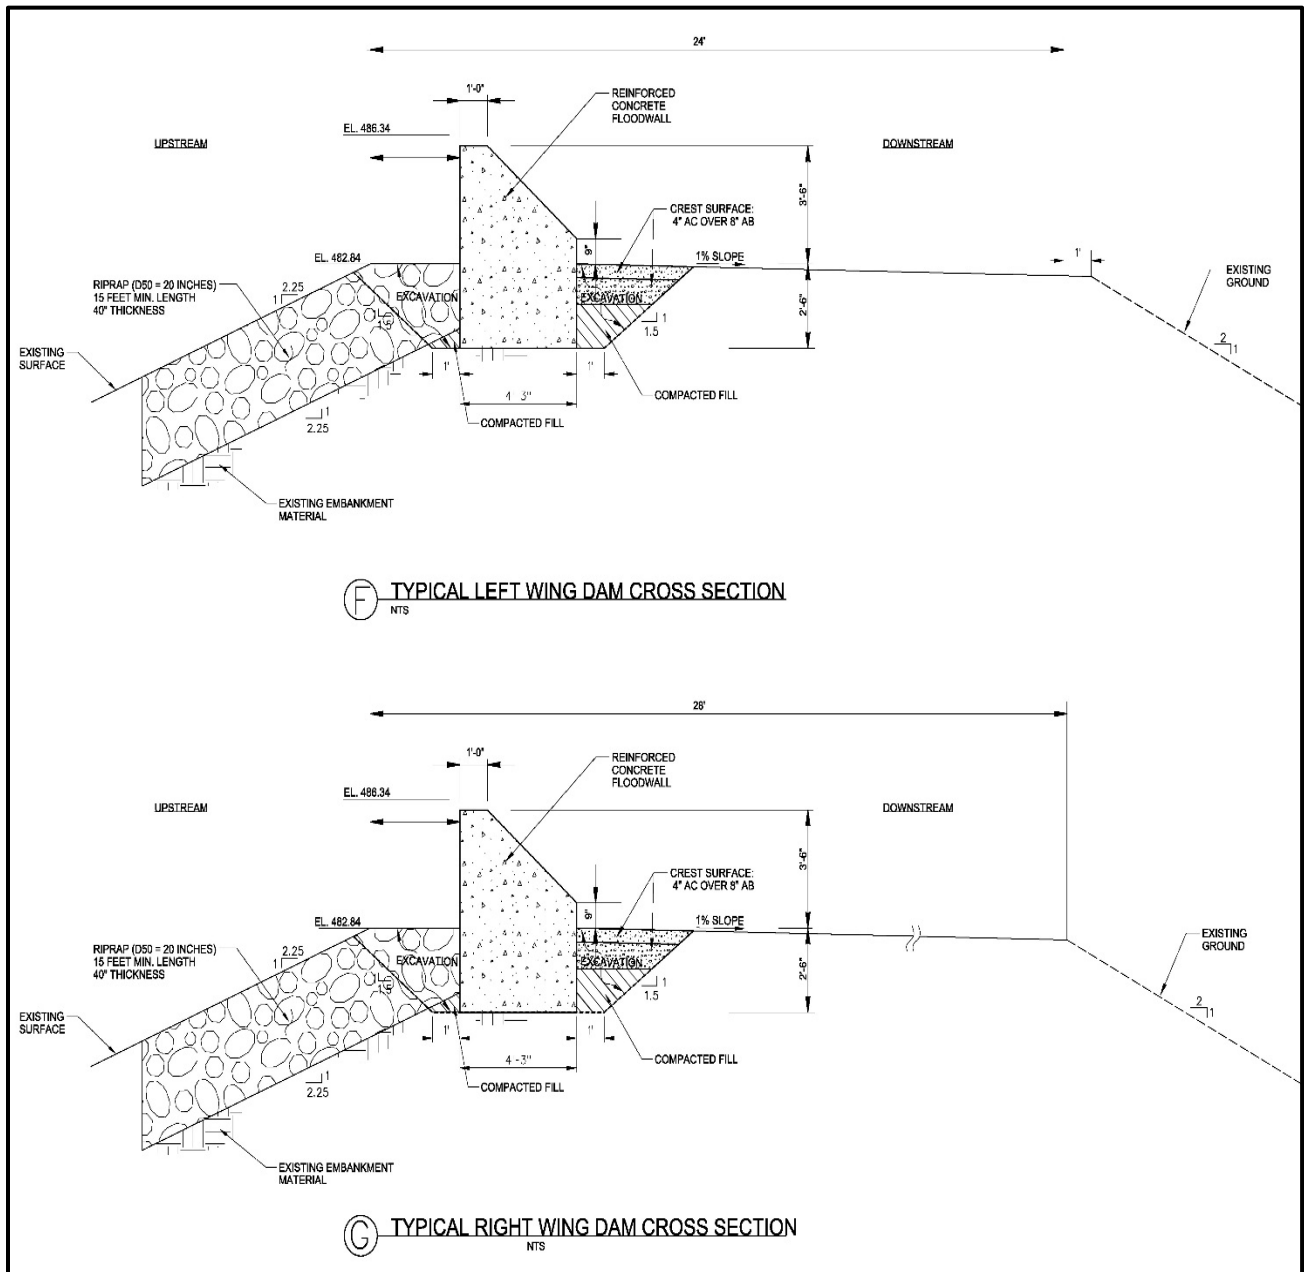 24'
1'-0"
REINFORCED
CONCRETE
FLOODWALL
EL. 486.34
UPSTREAM
DOWNSTREAM
3'-6"
CREST SURFACE:
4" AC OVER 8" AB
9"
1% SLOPE
1'
EL. 482.84
EXISTING
GROUND
RIPRAP (D50 = 20 INCHES)
15 FEET MIN. LENGTH
40" THICKNESS
2.25
1
EXCAVATION
EXCAVATION
2'-6"
1
1.5
1
1.5
2
1
EXISTING
SURFACE
1'
1'
4 -3"
COMPACTED FILL
COMPACTED FILL
1
2.25
EXISTING EMBANKMENT
MATERIAL
F TYPICAL LEFT WING DAM CROSS SECTION
NTS
1'-0"
REINFORCED
CONCRETE
FLOODWALL
EL. 486.34
UPSTREAM
DOWNSTREAM
3'-6"
CREST SURFACE:
4" AC OVER 8" AB
9"
1% SLOPE
EL. 482.84
EXISTING
GROUND
RIPRAP (D50 = 20 INCHES)
15 FEET MIN. LENGTH
40" THICKNESS
2.25
1
EXCAVATION
EXCAVATION
2'-6"
1
1.5
1
1.5
2
1
EXISTING
SURFACE
1'
1'
4 -3"
COMPACTED FILL
COMPACTED FILL
1
2.25
EXISTING EMBANKMENT
MATERIAL
G TYPICAL RIGHT WING DAM CROSS SECTION
NTS